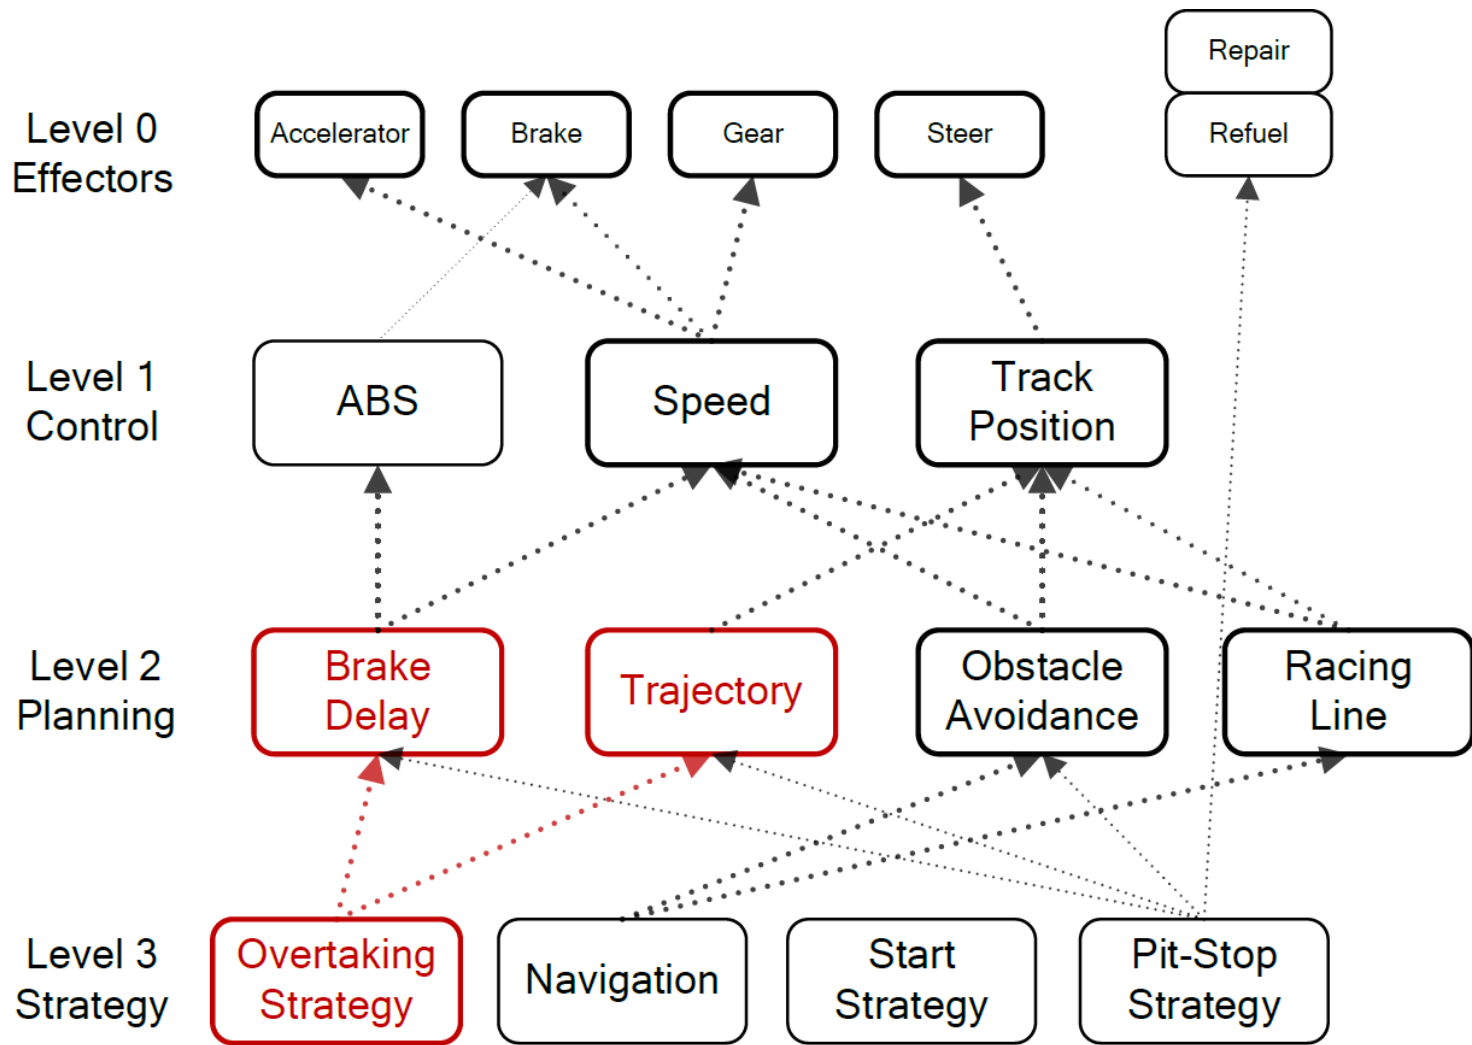 Repair
Level 0
Effectors
Accelerator
Brake
Gear
Steer
Refuel
Level 1
Control
ABS
Speed
Track
Position
Level 2
Planning
Brake
Delay
Trajectory
Obstacle
Avoidance
Racing
Line
Level 3
Strategy
Overtaking
Strategy
Navigation
Start
Strategy
Pit-Stop
Strategy